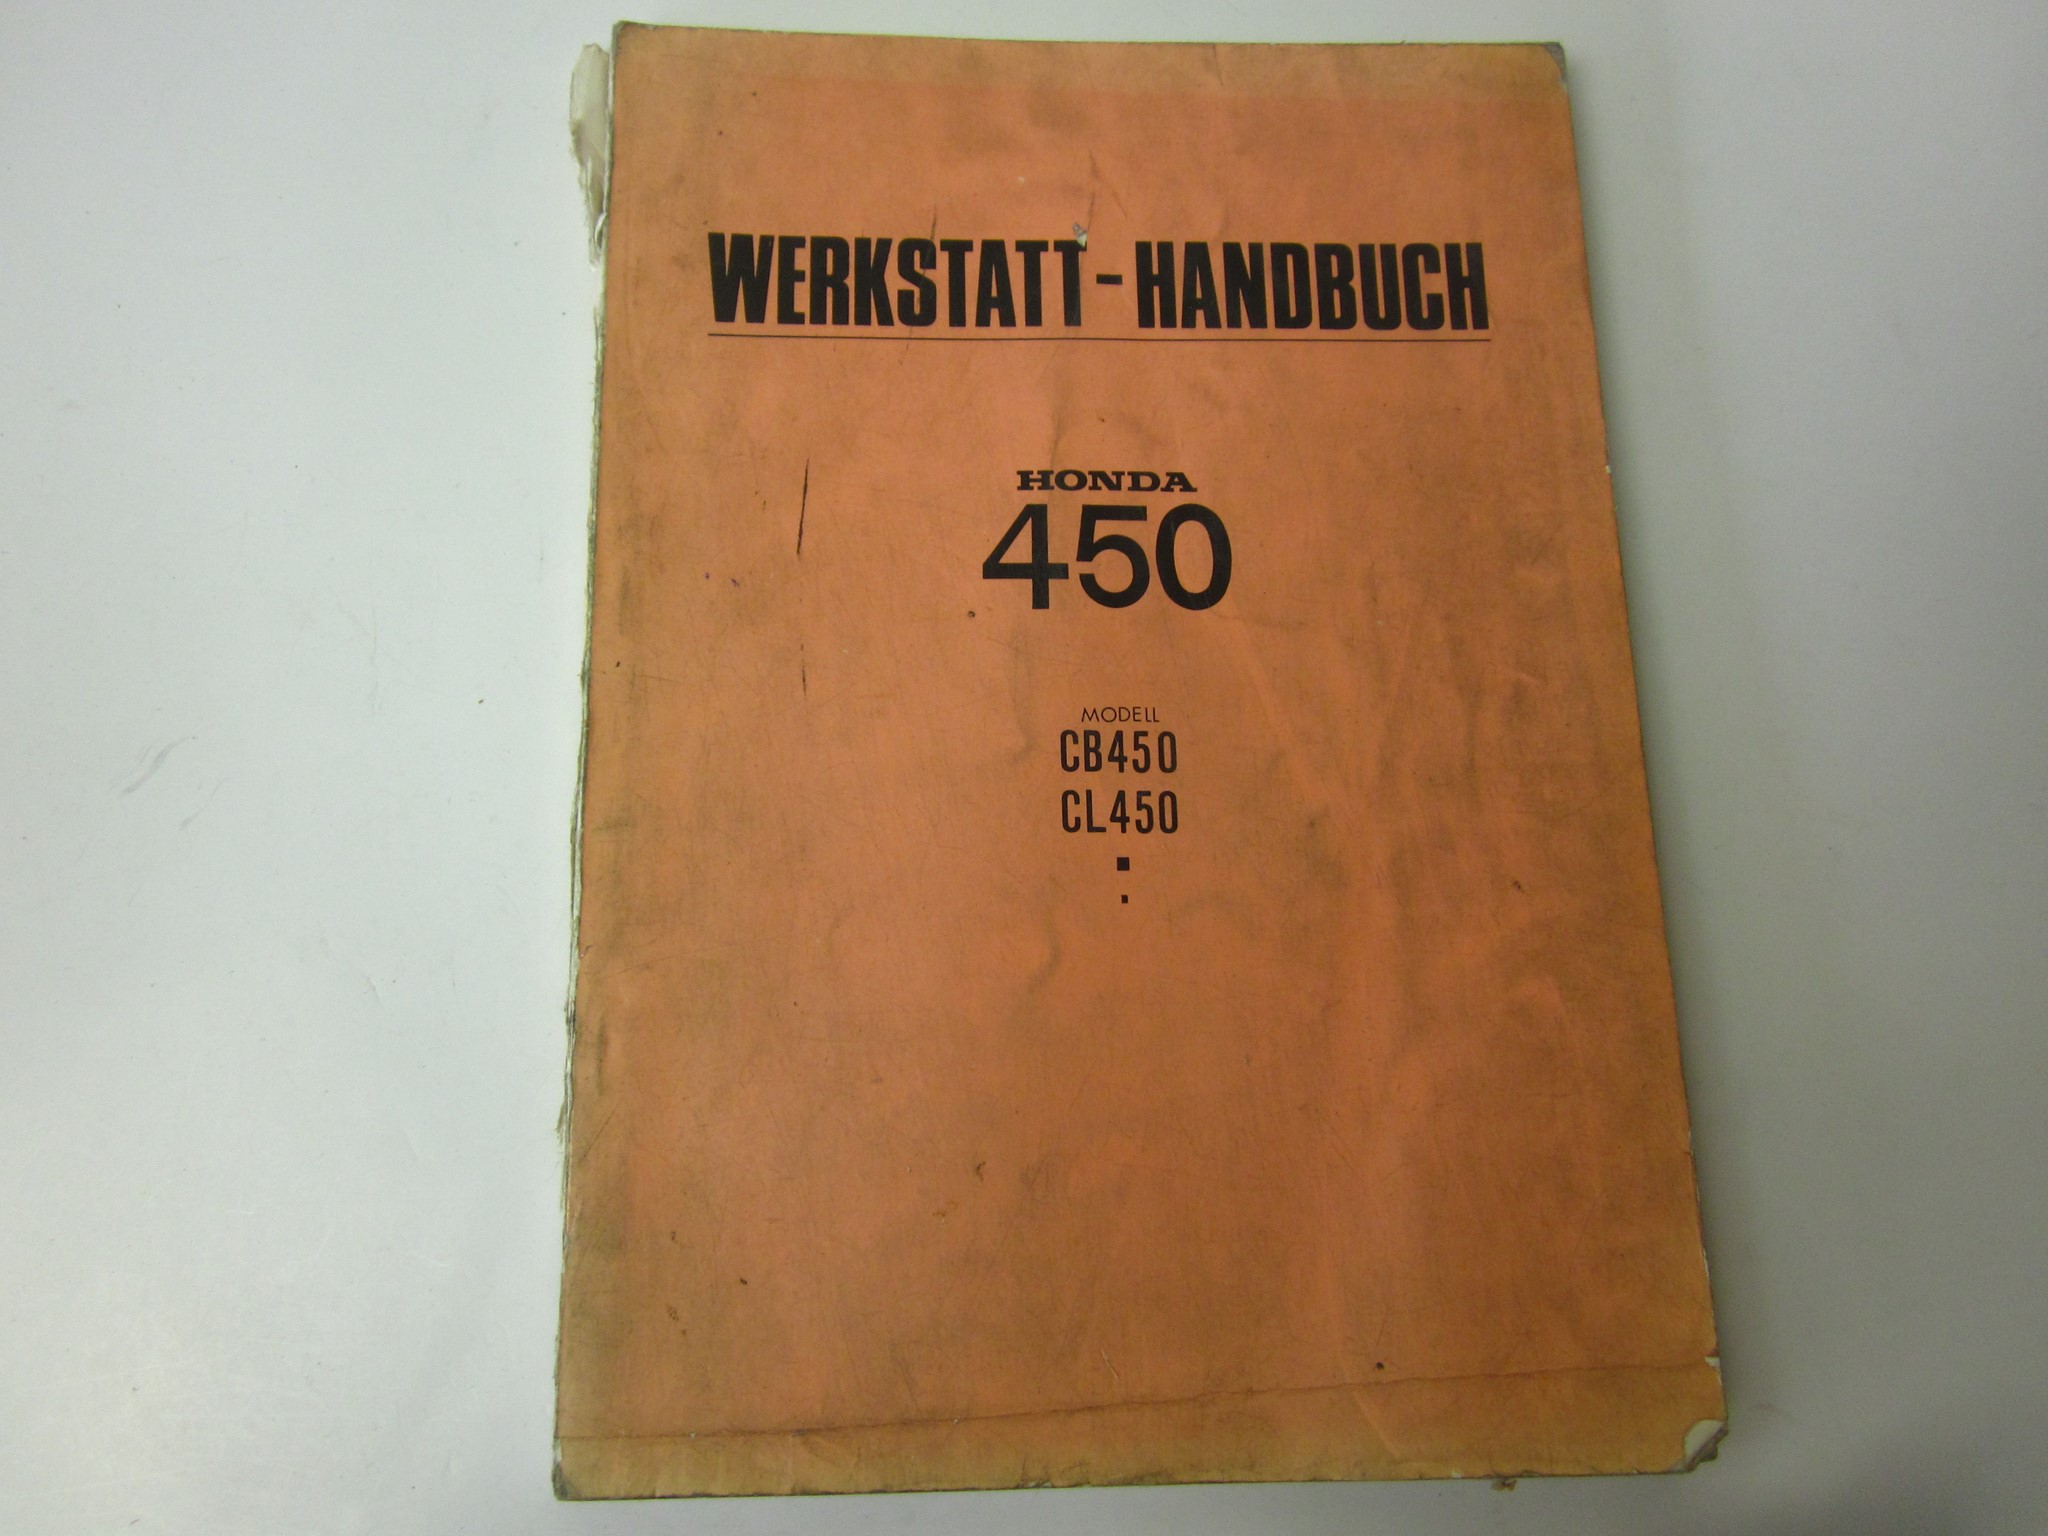 WERKSTATT-HANDBUCH
HONDA
450
MODELL
CB450
CL450